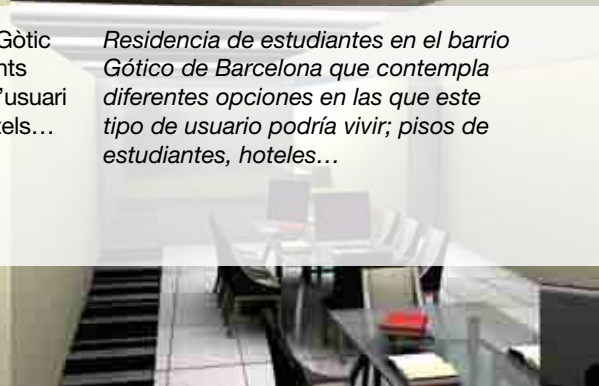 Gòtic
nts
'usuari
els…
Residencia de estudiantes en el barrio
Gótico de Barcelona que contempla
diferentes opciones en las que este
tipo de usuario podría vivir; pisos de
estudiantes, hoteles…